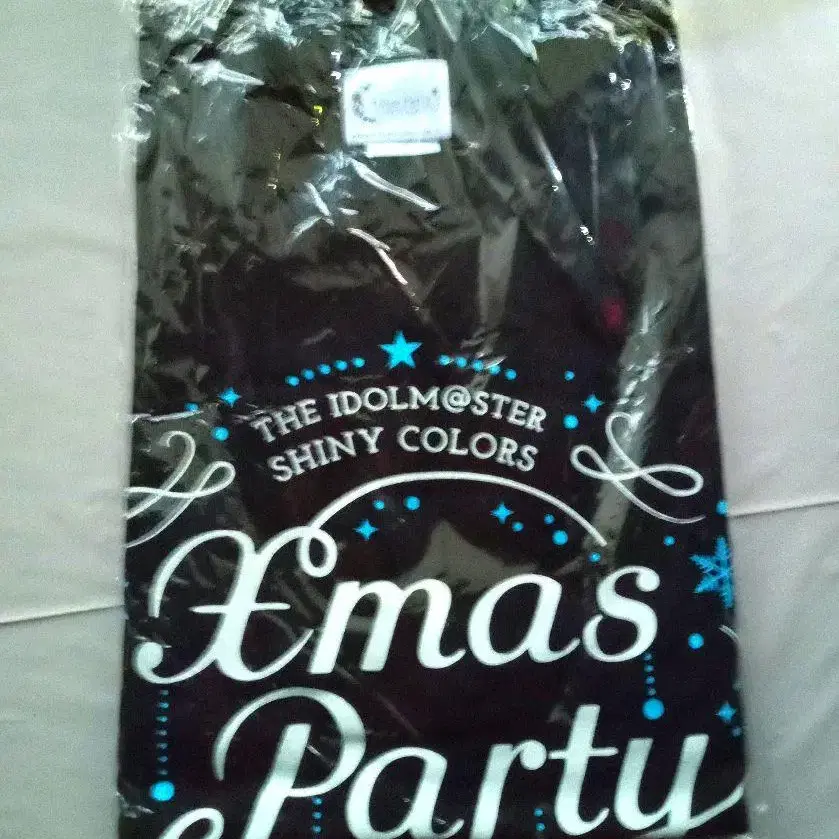 THE IDOLM@STER
SHINY COLORS
Xmas
Party